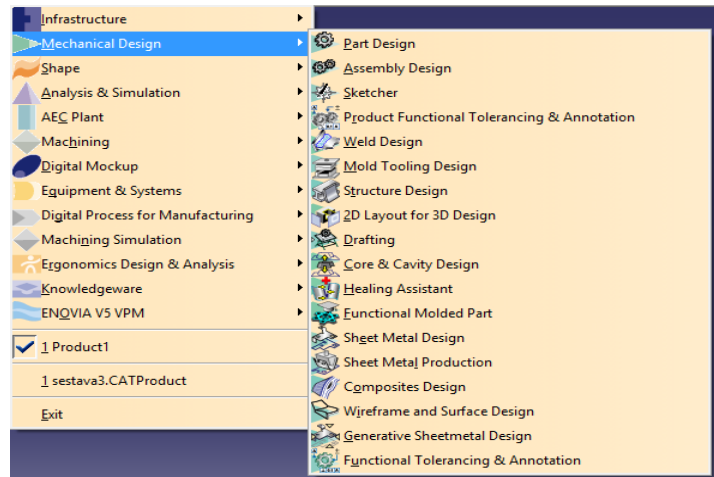 Infrastructure
Mechanical Design
Shape
Analysis & Simulation
AEC Plant
Machining
Digital Mockup
Equipment & Systems
Digital Process for Manufacturing
Machining Simulation
Ergonomics Design & Analysis
Knowledgeware
ENOVIA V5 VPM
1 Product1
1 sestava3.CATProduct
Exit
Part Design
Assembly Design
Sketcher
Product Functional Tolerancing & Annotation
Weld Design
Mold Tooling Design
Structure Design
2D Layout for 3D Design
Drafting
Core & Cavity Design
Healing Assistant
Functional Molded Part
Sheet Metal Design
Sheet Metal Production
Composites Design
Wireframe and Surface Design
Generative Sheetmetal Design
Functional Tolerancing & Annotation